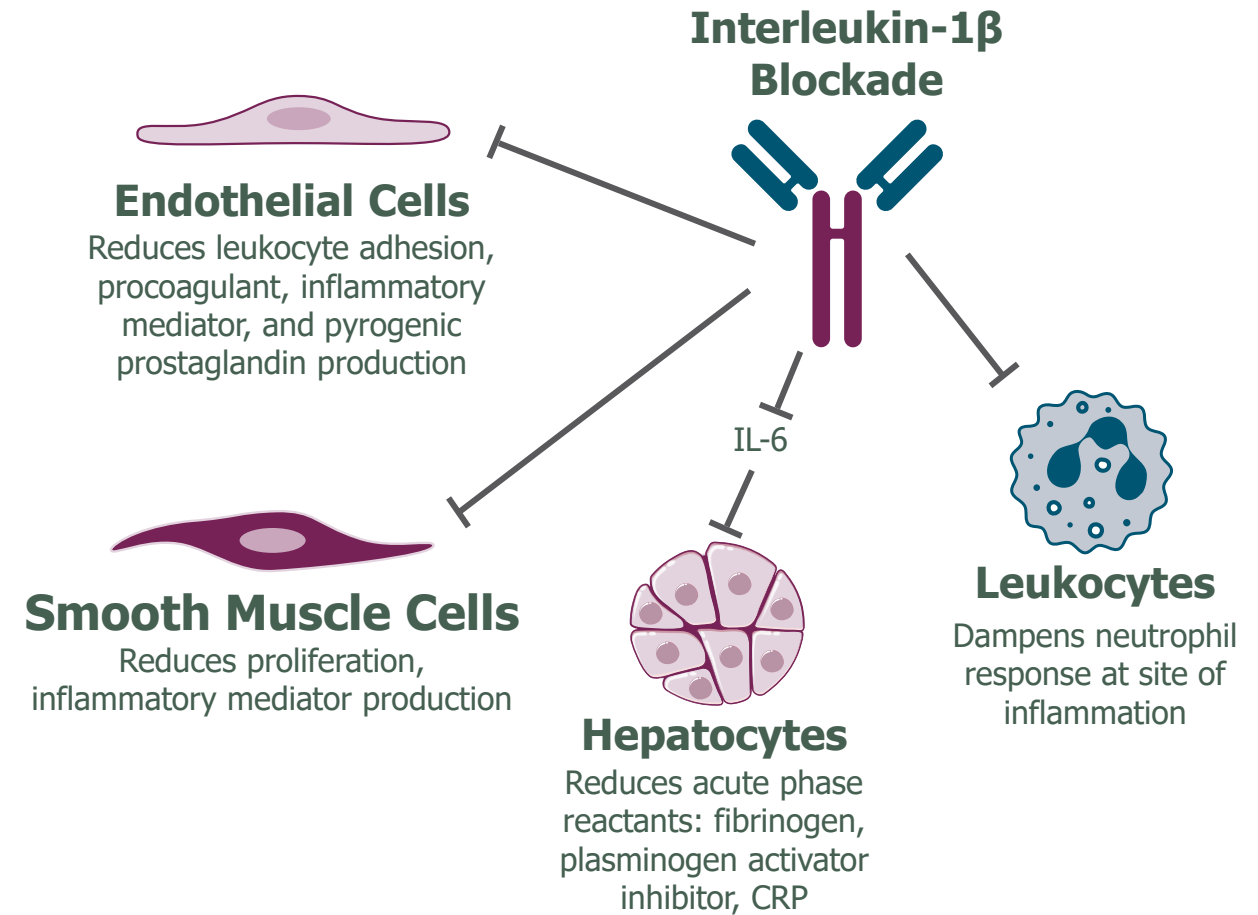 Interleukin-1β
Blockade
Endothelial Cells
Reduces leukocyte adhesion,
procoagulant, inflammatory
mediator, and pyrogenic
prostaglandin production
IL-6
Smooth Muscle Cells
Reduces proliferation,
inflammatory mediator production
Hepatocytes
Reduces acute phase
reactants: fibrinogen,
plasminogen activator
inhibitor, CRP
Leukocytes
Dampens neutrophil
response at site of
inflammation